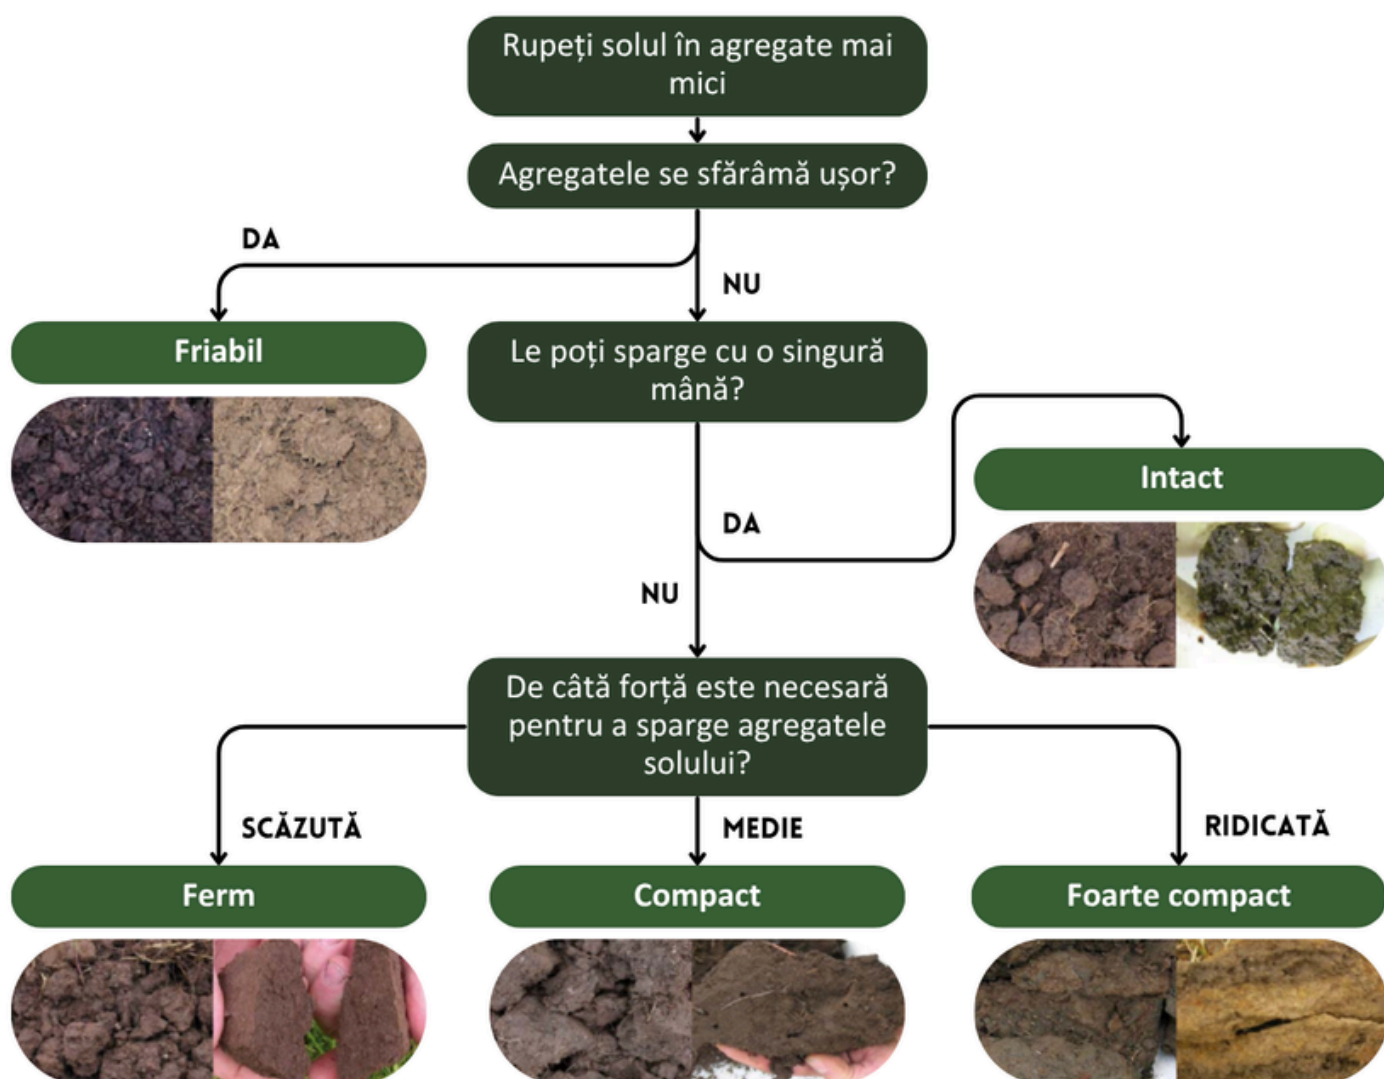 Rupeți solul în agregate mai
mici
Agregatele se sfărâmă ușor?
DA
NU
Friabil
Le poți sparge cu o singură
mână?
Intact
DA
NU
De câtă forță este necesară
pentru a sparge agregatele
solului?
SCĂZUTĂ
MEDIE
RIDICATĂ
Ferm
Compact
Foarte compact